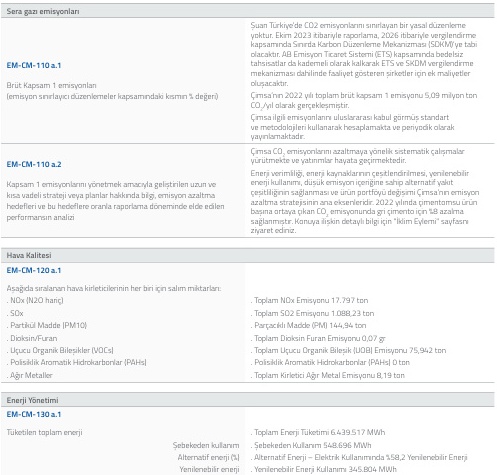 Sera gazı emisyonları
EM-CM-110 a.1
Brüt Kapsam 1 emisyonları
(emisyon sınırlayıcı düzenlemeler kapsamındaki kısmın % değeri)
Şuan Türkiye'de CO2 emisyonlarını sınırlayan bir yasal düzenleme
yoktur. Ekim 2023 itibariyle raporlama, 2026 itibariyle vergilendirme
kapsamında Sınırda Karbon Düzenleme Mekanizması (SDKM)'ye tabi
olacaktır. AB Emisyon Ticaret Sistemi (ETS) kapsamında bedelsiz
tahsisatlar da kademeli olarak kalkarak ETS ve SKDM vergilendirme
mekanizması dahilinde faaliyet gösteren şirketler için ek maliyetler
oluşacaktır.
Çimsa'nın 2022 yılı toplam brüt kapsam 1 emisyonu 5,09 milyon ton
CO₂/yıl olarak gerçekleşmiştir.
Çimsa ilgili emisyonlarını uluslararası kabul görmüş standart
ve metodolojileri kullanarak hesaplamakta ve periyodik olarak
yayınlamaktadır.
EM-CM-110 a.2
Kapsam 1 emisyonlarını yönetmek amacıyla geliştirilen uzun ve
kısa vadeli strateji veya planlar hakkında bilgi, emisyon azaltma
hedefleri ve bu hedeflere oranla raporlama döneminde elde edilen
performansın analizi
Çimsa CO₂ emisyonlarını azaltmaya yönelik sistematik çalışmalar
yürütmekte ve yatırımlar hayata geçirmektedir.
Enerji verimliliği, enerji kaynaklarının çeşitlendirilmesi, yenilenebilir
enerji kullanımı, düşük emisyon içeriğine sahip alternatif yakıt
çeşitliliğinin sağlanması ve ürün portföyü değişimi Çimsa'nın emisyon
azaltma stratejisinin ana eksenleridir. 2022 yılında çimentomsu ürün
başına ortaya çıkan CO₂ emisyonunda gri çimento için %8 azalma
sağlanmıştır. Konuya ilişkin detaylı bilgi için "İklim Eylemi" sayfasını
ziyaret ediniz.
Hava Kalitesi
EM-CM-120 a.1
Aşağıda sıralanan hava kirleticilerinin her biri için salım miktarları:
. NOx (N2O hariç)
. Toplam NOx Emisyonu 17.797 ton
. SOx
. Toplam SO2 Emisyonu 1.088,23 ton
. Partikül Madde (PM10)
. Parçacıklı Madde (PM) 144,94 ton
. Dioksin/Furan
. Toplam Dioksin Furan Emisyonu 0,07 gr
. Uçucu Organik Bileşikler (VOCs)
. Toplam Uçucu Organik Bileşik (UOB) Emisyonu 75,942 ton
. Polisiklik Aromatik Hidrokarbonlar (PAHs)
. Polisiklik Aromatik Hidrokarbonlar (PAHs) 0 ton
. Ağır Metaller
. Toplam Kirletici Ağır Metal Emisyonu 8,19 ton
Enerji Yönetimi
EM-CM-130 a.1
Tüketilen toplam enerji
. Toplam Enerji Tüketimi 6.439.517 MWh
Şebekeden kullanım
. Şebekeden Kullanım 548.696 MWh
Alternatif enerji (%)
. Alternatif Enerji – Elektrik Kullanımında %58,2 Yenilenebilir Enerji
Yenilenebilir enerji
. Yenilenebilir Enerji Kullanımı 345.804 MWh